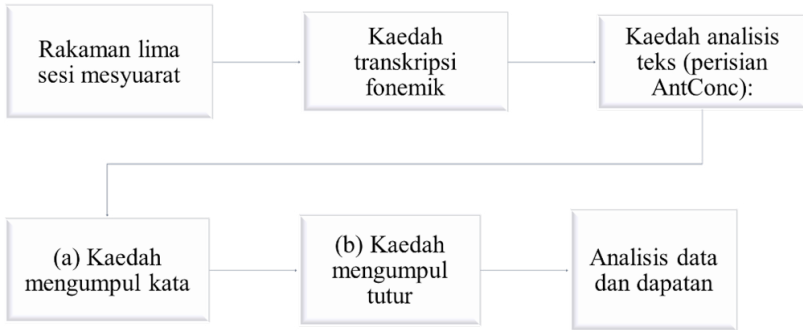 Rakaman lima
sesi mesyuarat
Kaedah
transkripsi
fonemik
Kaedah analisis
teks (perisian
AntConc):
(a) Kaedah
mengumpul kata
(b) Kaedah
mengumpul
tutur
Analisis data
dan dapatan